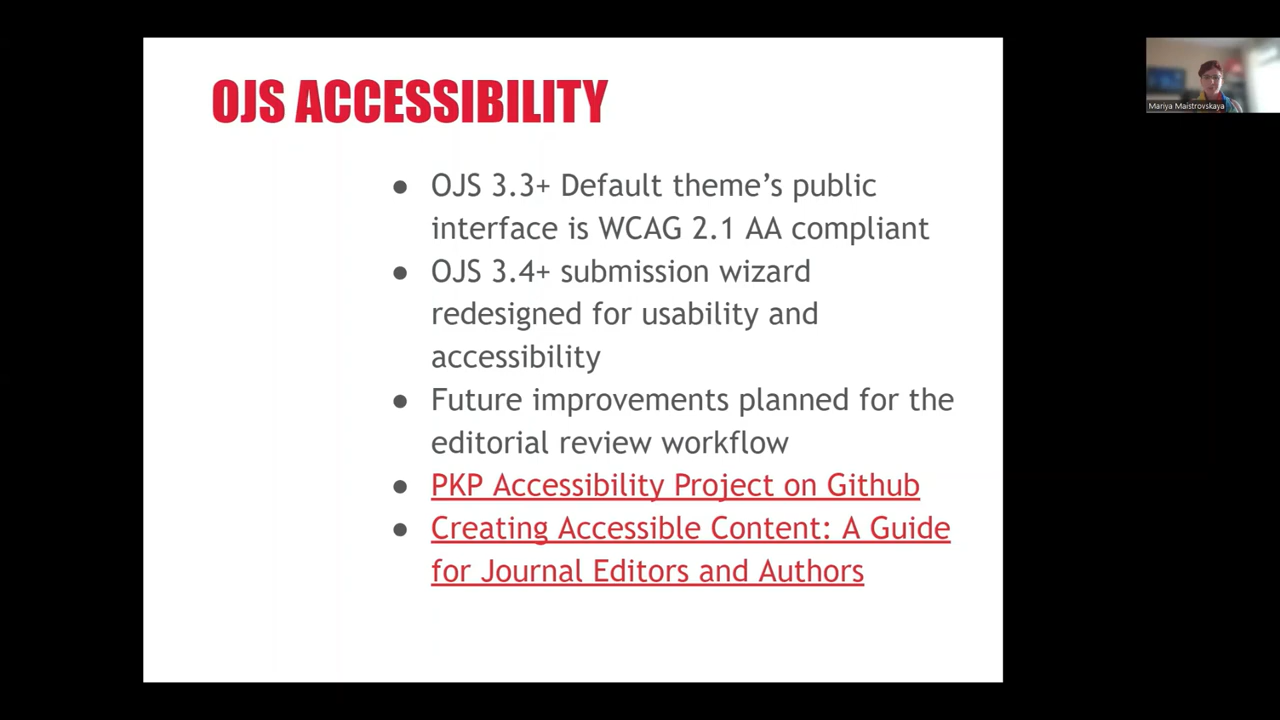 OJS ACCESSIBILITY
● OJS 3.3+ Default theme’s public
interface is WCAG 2.1 AA compliant
● OJS 3.4+ submission wizard
redesigned for usability and
accessibility
● Future improvements planned for the
editorial review workflow
● PKP Accessibility Project on Github
● Creating Accessible Content: A Guide
for Journal Editors and Authors
Mariya Maistrovskaya